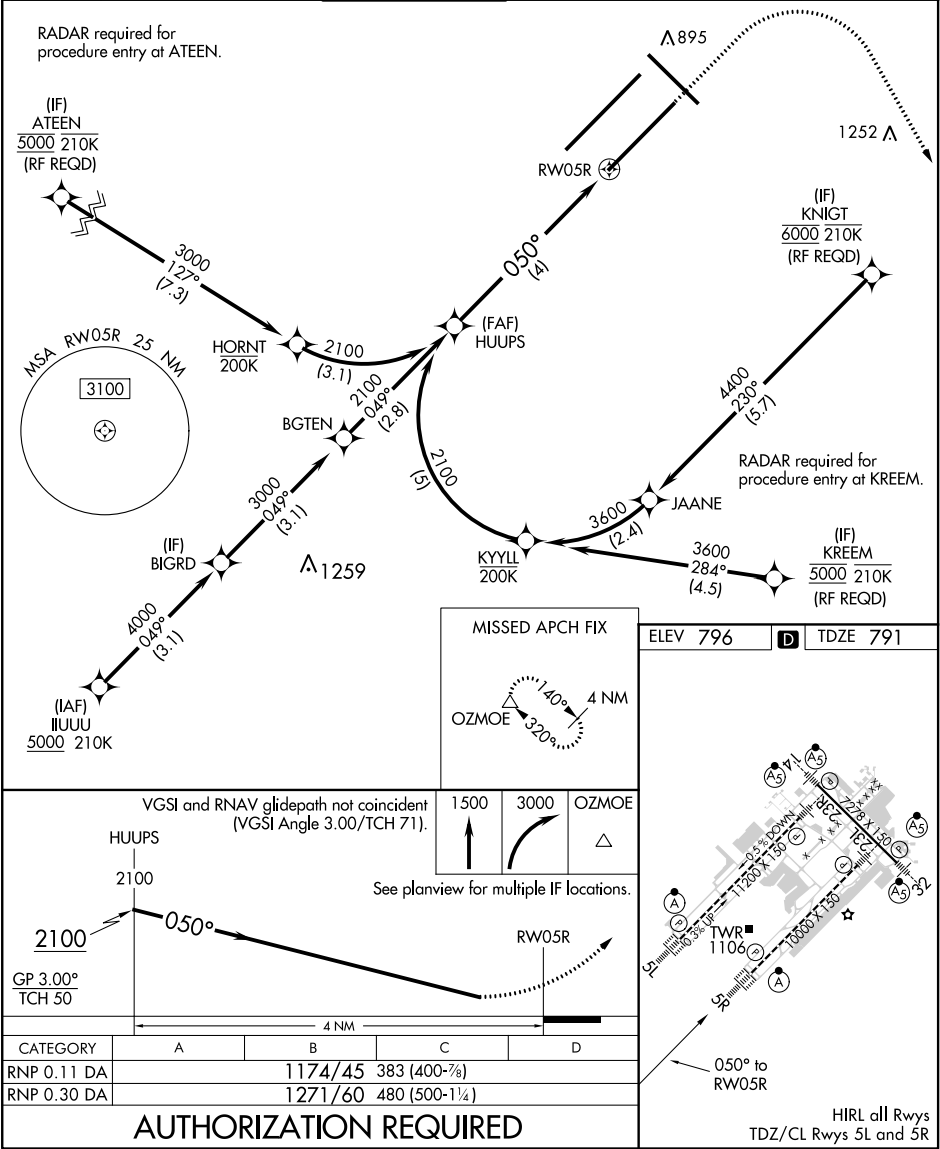 RADAR required for
procedure entry at ATEEN.
895
(IF)
ATEEN
5000 210K
(RF REQD)
1252
RW05R
(IF)
KNIGT
6000 210K
(RF REQD)
3000
127°
(7.3)
050°
(4)
HORNT
200K
2100
(3.1)
(FAF)
HUUPS
MSA RW05R 25 NM
3100
2100
049°
(2.8)
BGTEN
4400
230°
(5.7)
2100
(5)
RADAR required for
procedure entry at KREEM.
3000
049°
(3.1)
JAANE
3600
(2.4)
(IF)
BIGRD
1259
KYYLL
200K
3600
284°
(4.5)
(IF)
KREEM
5000 210K
(RF REQD)
4000
049°
(3.1)
(IAF)
IIUUU
5000 210K
MISSED APCH FIX
OZMOE
140°
320°
4 NM
ELEV 796 D TDZE 791
VGSI and RNAV glidepath not coincident
(VGSI Angle 3.00/TCH 71).
1500
3000
OZMOE
See planview for multiple IF locations.
HUUPS
2100
2100
050°
RW05R
GP 3.00°
TCH 50
4 NM
CATEGORY A B C D
RNP 0.11 DA 1174/45 383 (400-⅞)
RNP 0.30 DA 1271/60 480 (500-1¼)
AUTHORIZATION REQUIRED
A5
A5
14
P
7278 X 150
23R
P
A5
0.5% DOWN
11200 X 150
0.3% UP
23L
P
P
A5
32
A
P
5L
TWR
1106
10000 X 150
P
A
5R
050° to
RW05R
HIRL all Rwys
TDZ/CL Rwys 5L and 5R